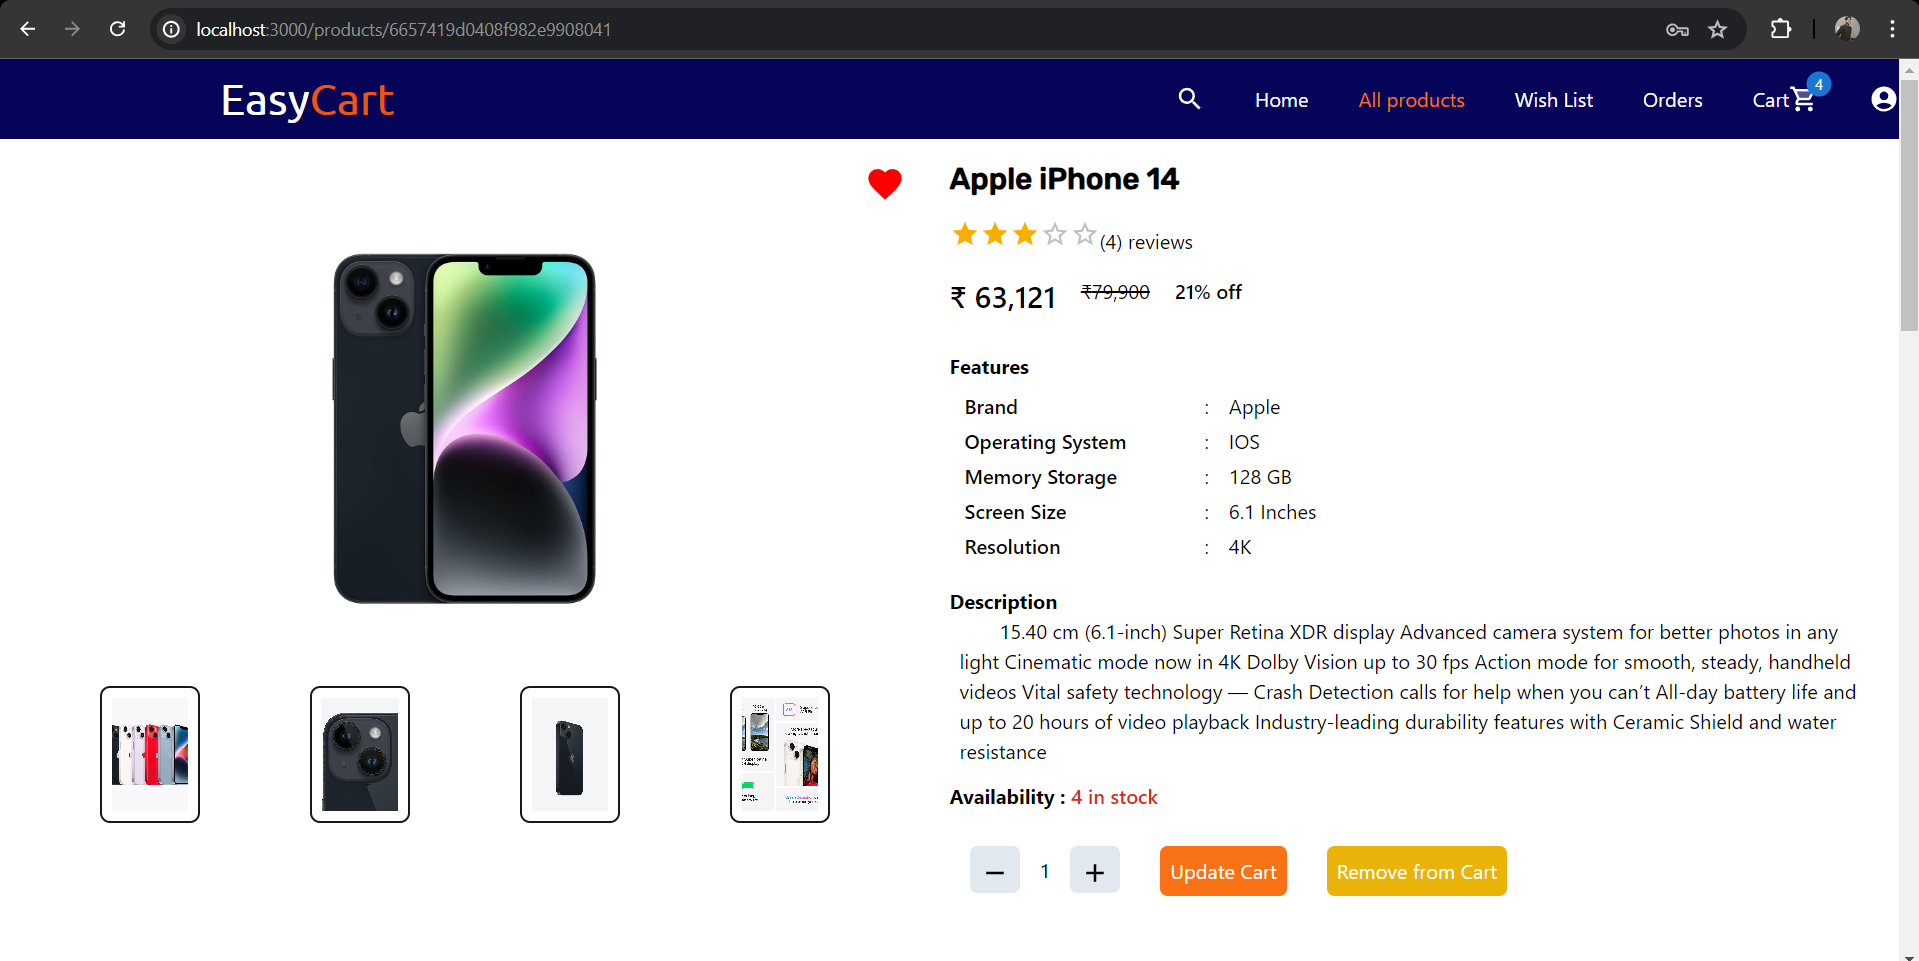 localhost:3000/products/6657419d0408f982e9908041
EasyCart
Home
All products
Wish List
Orders
Cart
4
Apple iPhone 14
(4) reviews
₹ 63,121 ₹79,900 21% off
Features
Brand : Apple
Operating System : IOS
Memory Storage : 128 GB
Screen Size : 6.1 Inches
Resolution : 4K
Description
15.40 cm (6.1-inch) Super Retina XDR display Advanced camera system for better photos in any
light Cinematic mode now in 4K Dolby Vision up to 30 fps Action mode for smooth, steady, handheld
videos Vital safety technology — Crash Detection calls for help when you can’t All-day battery life and
up to 20 hours of video playback Industry-leading durability features with Ceramic Shield and water
resistance
Availability : 4 in stock
1
Update Cart
Remove from Cart